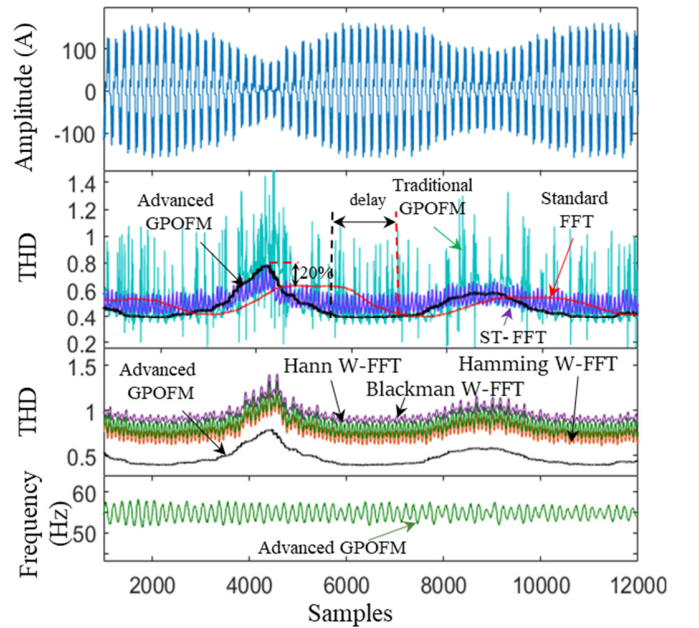 Amplitude (A)
100
0
-100
THD
1.4
1.2
1
0.8
0.6
0.4
0.2
Advanced
GPOFM
delay
Traditional
GPOFM
Standard
FFT
20%
ST- FFT
THD
1.5
1
0.5
Advanced
GPOFM
Hann W-FFT
Blackman W-FFT
Hamming W-FFT
Frequency
(Hz)
60
50
Advanced GPOFM
2000
4000
6000
8000
10000
12000
Samples